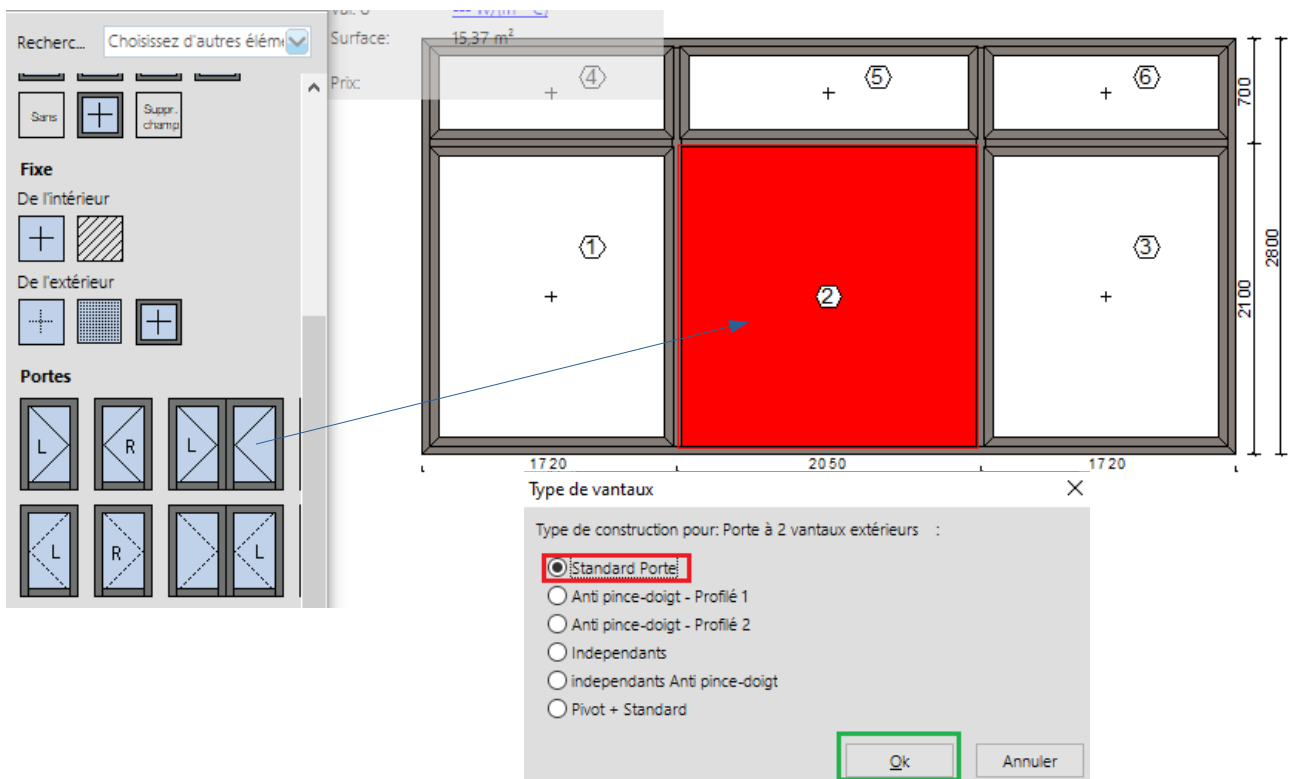 Val. U
--- W/(m² °C)
Recherc... Choisissez d'autres éléme
Surface: 15,37 m²
Prix:
Sans
Suppr.
champ
Fixe
De l'intérieur
De l'extérieur
Portes
L R L
L R L
4 5 6
1 2 3
700
2100
2800
1720 2050 1720
Type de vantaux
Type de construction pour: Porte à 2 vantaux extérieurs :
Standard Porte
Anti pince-doigt - Profilé 1
Anti pince-doigt - Profilé 2
Independants
independants Anti pince-doigt
Pivot + Standard
Ok Annuler